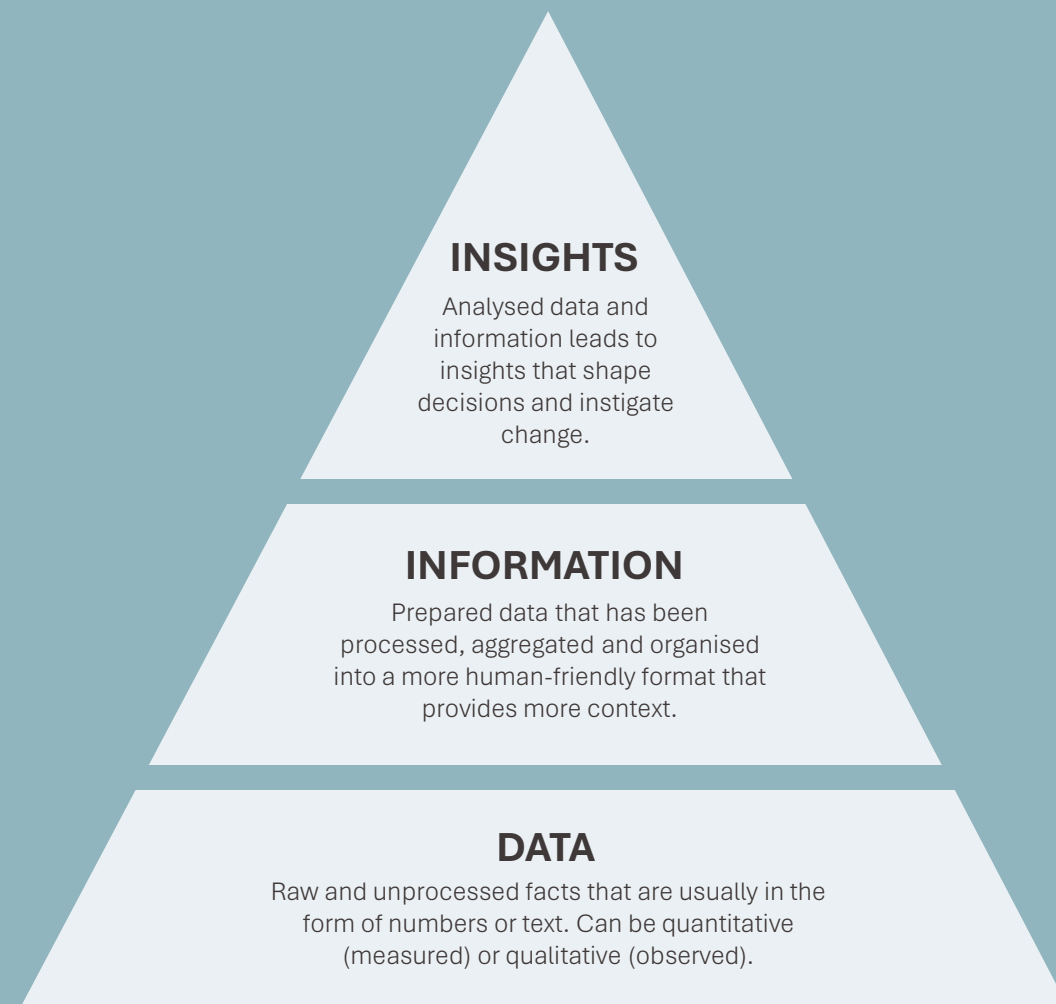 INSIGHTS
Analysed data and
information leads to
insights that shape
decisions and instigate
change.
INFORMATION
Prepared data that has been
processed, aggregated and organised
into a more human-friendly format that
provides more context.
DATA
Raw and unprocessed facts that are usually in the
form of numbers or text. Can be quantitative
(measured) or qualitative (observed).